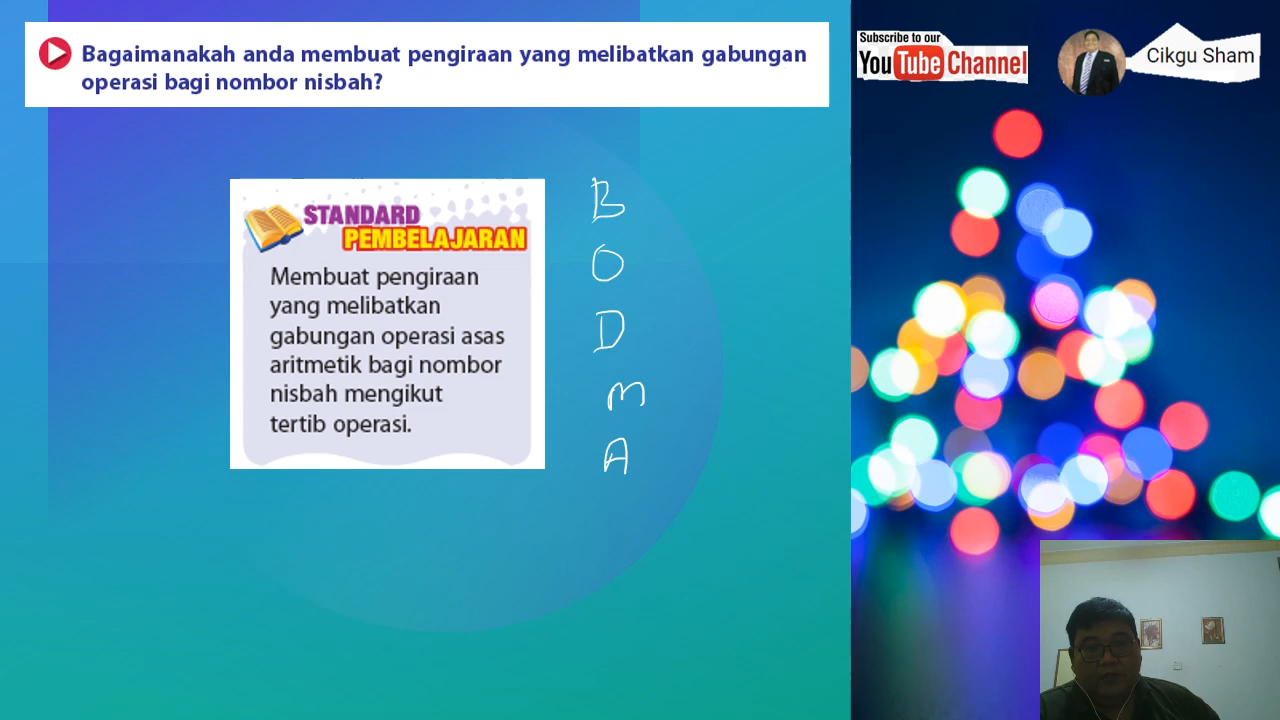 Bagaimanakah anda membuat pengiraan yang melibatkan gabungan
operasi bagi nombor nisbah?
Subscribe to our
YouTube Channel
Cikgu Sham
STANDARD
PEMBELAJARAN
Membuat pengiraan
yang melibatkan
gabungan operasi asas
aritmetik bagi nombor
nisbah mengikut
tertib operasi.
B
O
D
M
A